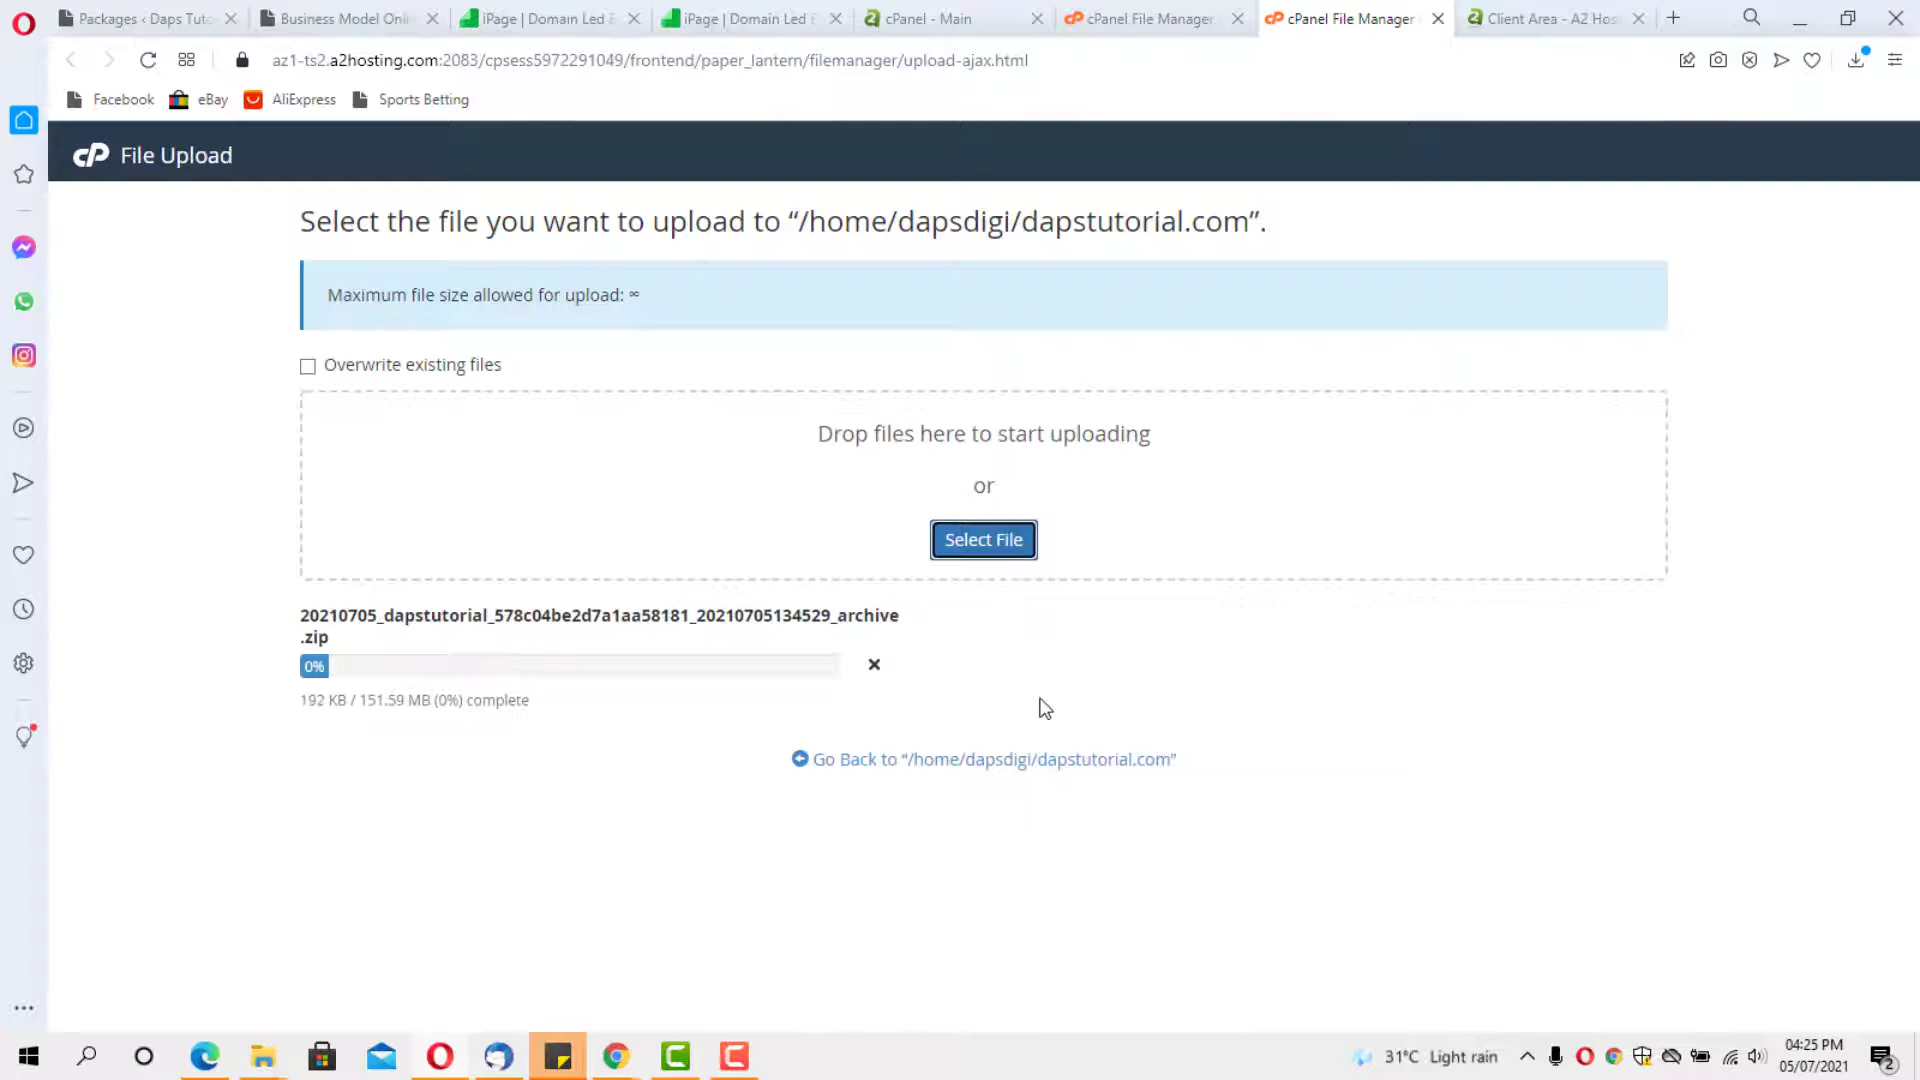 Packages ‹ Daps Tuto
Business Model Onli
iPage | Domain Led E
iPage | Domain Led E
cPanel - Main
cPanel File Manager
cPanel File Manager
Client Area - A2 Hos
az1-ts2.a2hosting.com:2083/cpsess5972291049/frontend/paper_lantern/filemanager/upload-ajax.html
Facebook
eBay
AliExpress
Sports Betting
cP File Upload
Select the file you want to upload to “/home/dapsdigi/dapstutorial.com”.
Maximum file size allowed for upload: ∞
Overwrite existing files
Drop files here to start uploading
or
Select File
20210705_dapstutorial_578c04be2d7a1aa58181_20210705134529_archive
.zip
0%
192 KB / 151.59 MB (0%) complete
Go Back to “/home/dapsdigi/dapstutorial.com”
31°C Light rain
04:25 PM
05/07/2021
2